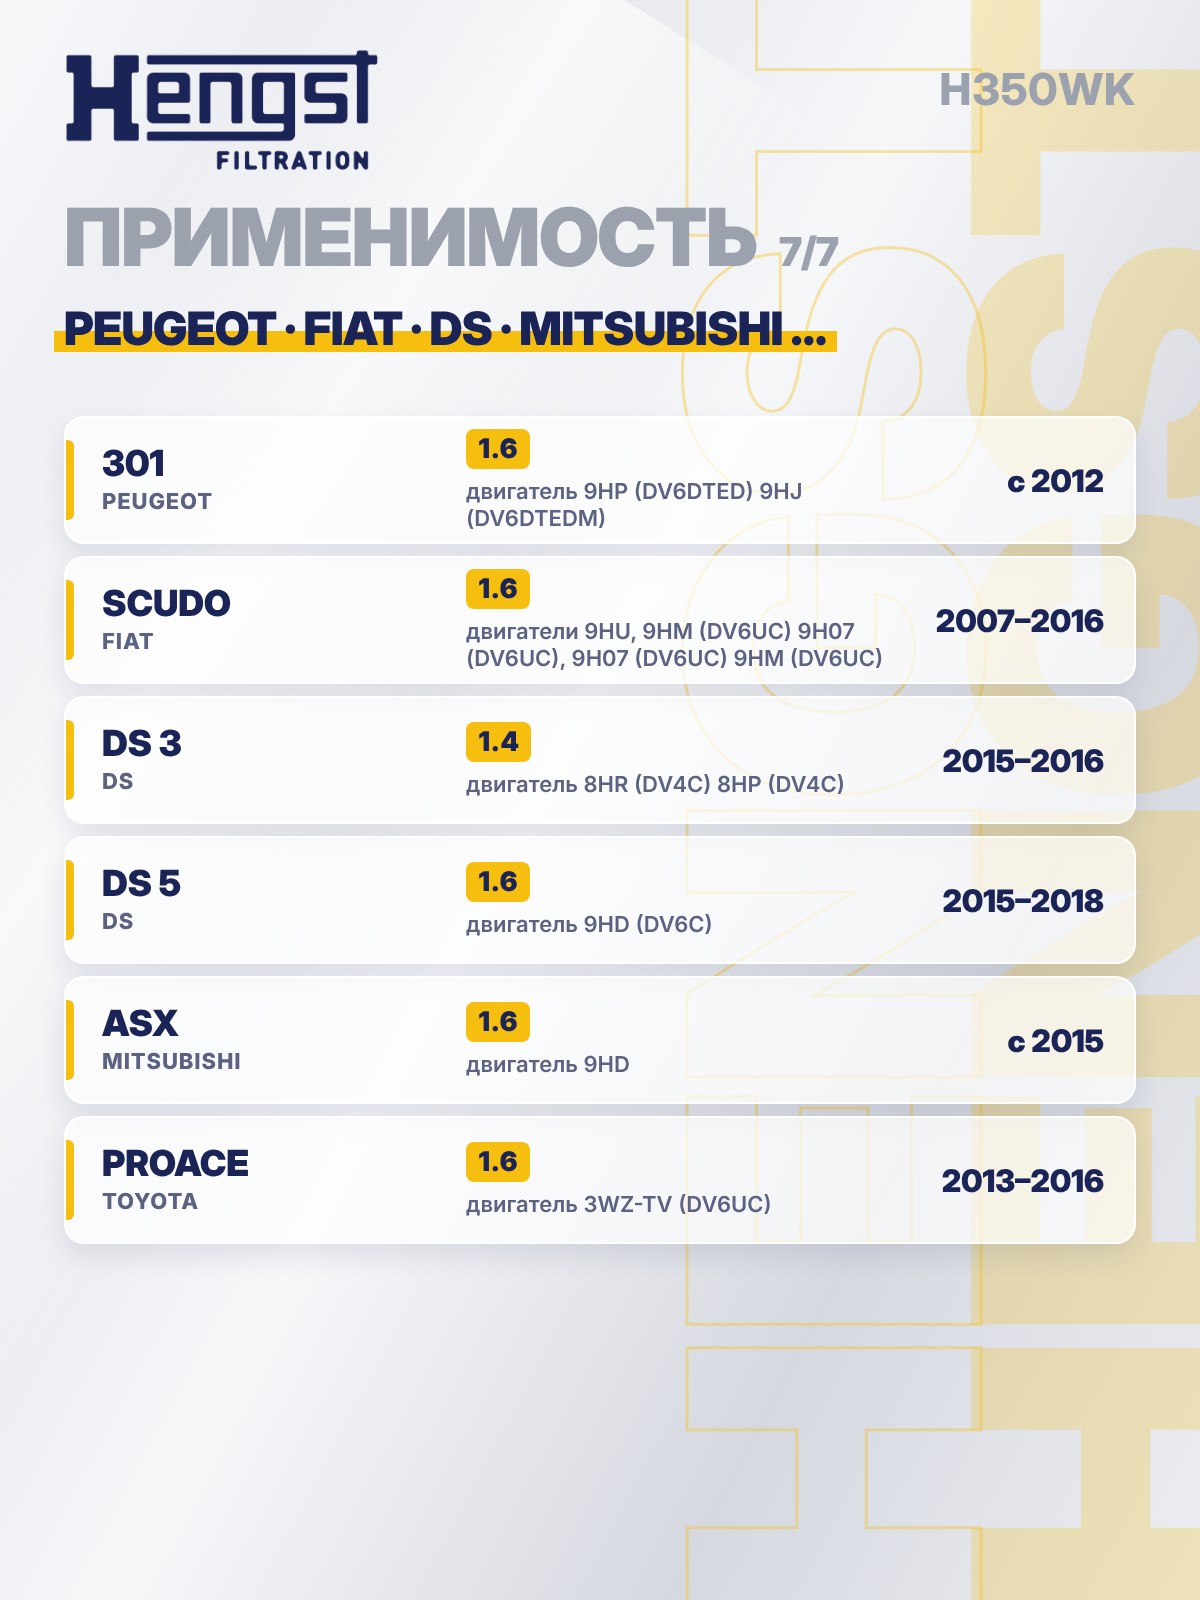 Hengst
FILTRATION
H350WK
ПРИМЕНИМОСТЬ 7/7
PEUGEOT · FIAT · DS · MITSUBISHI ...
301
PEUGEOT
1.6
двигатель 9HP (DV6DTED) 9HJ
(DV6DTEDM)
с 2012
SCUDO
FIAT
1.6
двигатели 9HU, 9HM (DV6UC) 9H07
(DV6UC), 9H07 (DV6UC) 9HM (DV6UC)
2007–2016
DS 3
DS
1.4
двигатель 8HR (DV4C) 8HP (DV4C)
2015–2016
DS 5
DS
1.6
двигатель 9HD (DV6C)
2015–2018
ASX
MITSUBISHI
1.6
двигатель 9HD
с 2015
PROACE
TOYOTA
1.6
двигатель 3WZ-TV (DV6UC)
2013–2016
HENGST
HENGST